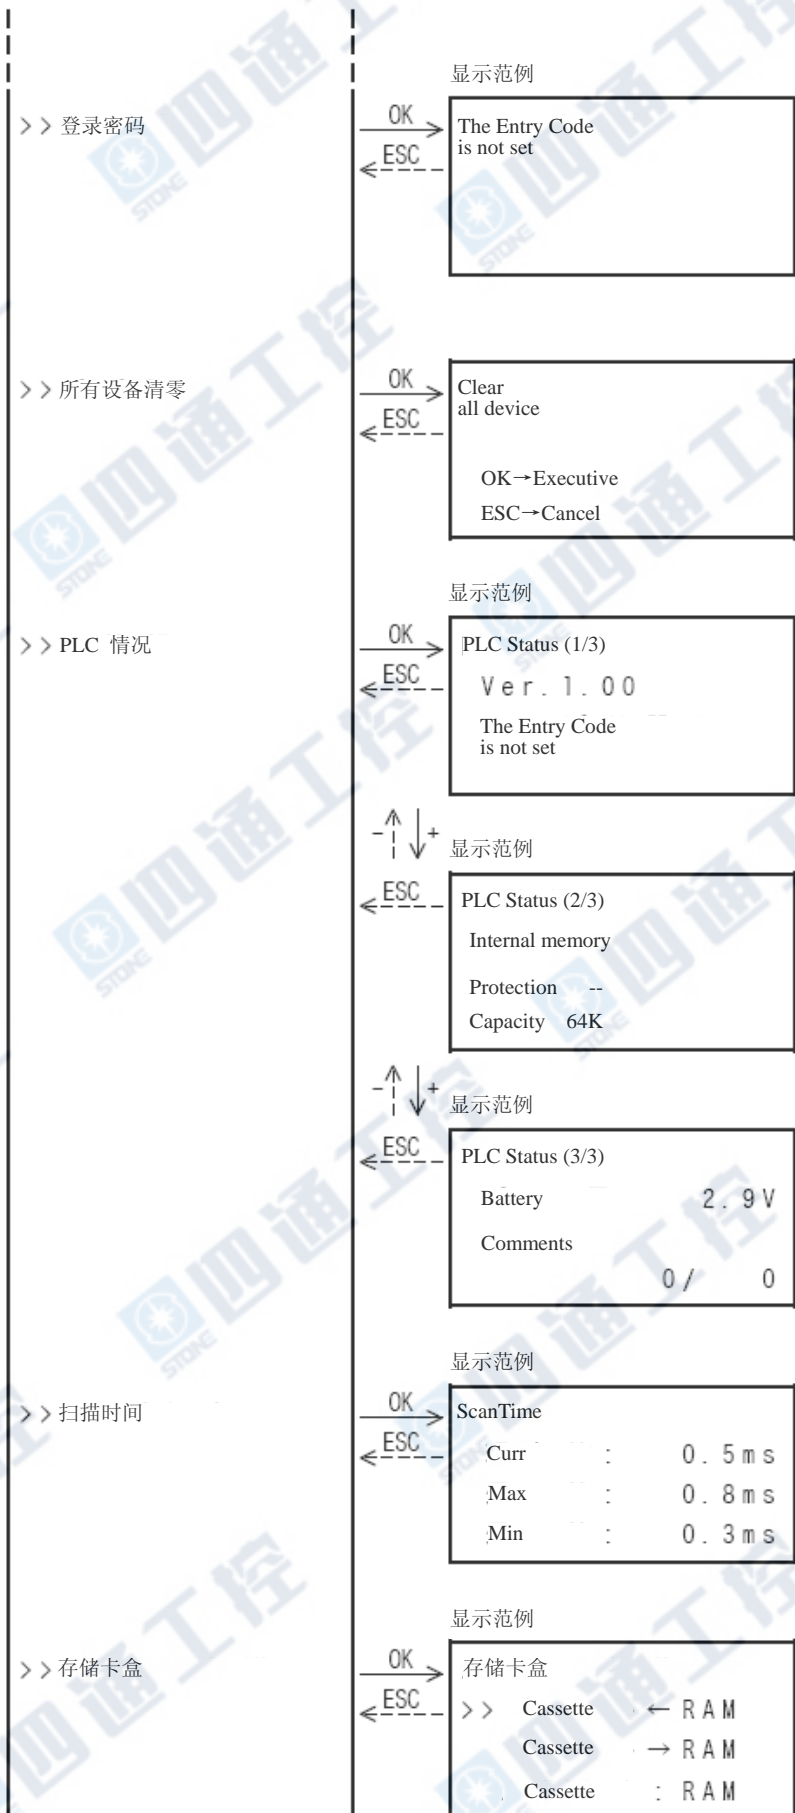 显示范例
>> 登录密码
OK
ESC
The Entry Code
is not set
>> 所有设备清零
OK
ESC
Clear
all device
OK→Executive
ESC→Cancel
显示范例
>> PLC 情况
OK
ESC
PLC Status (1/3)
Ver.1.00
The Entry Code
is not set
- +
显示范例
ESC
PLC Status (2/3)
Internal memory
Protection --
Capacity 64K
- +
显示范例
ESC
PLC Status (3/3)
Battery 2.9V
Comments
0/ 0
显示范例
>> 扫描时间
OK
ESC
ScanTime
Curr : 0.5ms
Max : 0.8ms
Min : 0.3ms
显示范例
>> 存储卡盒
OK
ESC
存储卡盒
>> Cassette ← RAM
Cassette → RAM
Cassette : RAM
四通工控
STONE